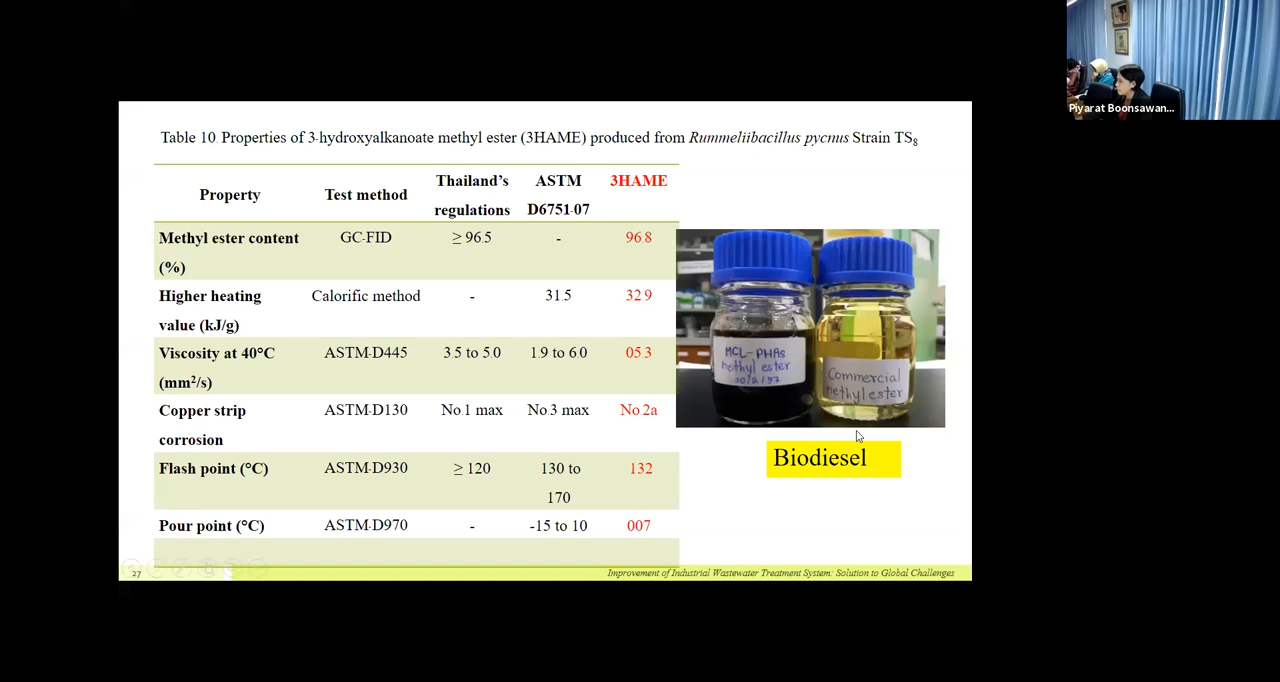 Piyarat Boonsawan...
Table 10. Properties of 3-hydroxyalkanoate methyl ester (3HAME) produced from Rummeliibacillus pycnus Strain TS8
Property Test method Thailand's regulations ASTM D6751-07 3HAME
Methyl ester content (%) GC-FID ≥ 96.5 - 96.8
Higher heating value (kJ/g) Calorific method - 31.5 32.9
Viscosity at 40°C (mm²/s) ASTM-D445 3.5 to 5.0 1.9 to 6.0 05.3
Copper strip corrosion ASTM-D130 No.1 max No.3 max No.2a
Flash point (°C) ASTM-D930 ≥ 120 130 to 170 132
Pour point (°C) ASTM-D970 - -15 to 10 007
MCL-PHAs
methyl ester
Commercial
methyl ester
Biodiesel
27
Improvement of Industrial Wastewater Treatment System: Solution to Global Challenges